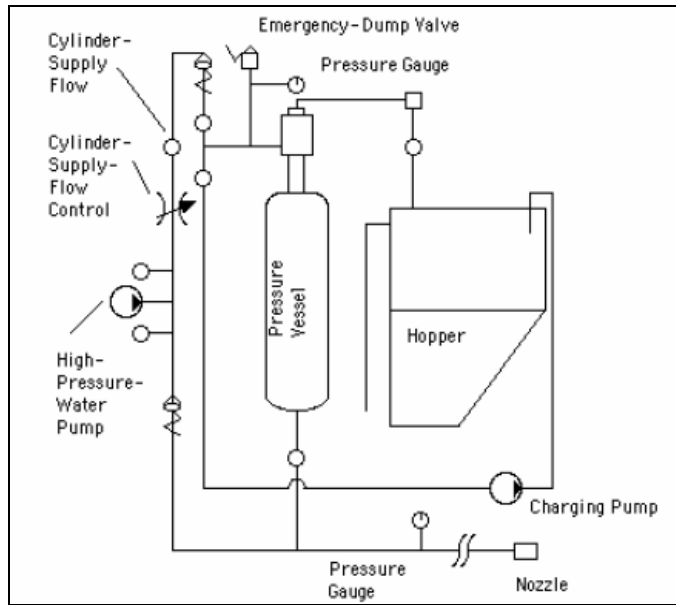 Emergency-Dump Valve
Cylinder-
Supply
Flow
Pressure Gauge
Cylinder-
Supply-
Flow
Control
Pressure
Vessel
Hopper
High-
Pressure-
Water
Pump
Charging Pump
Pressure
Gauge
Nozzle